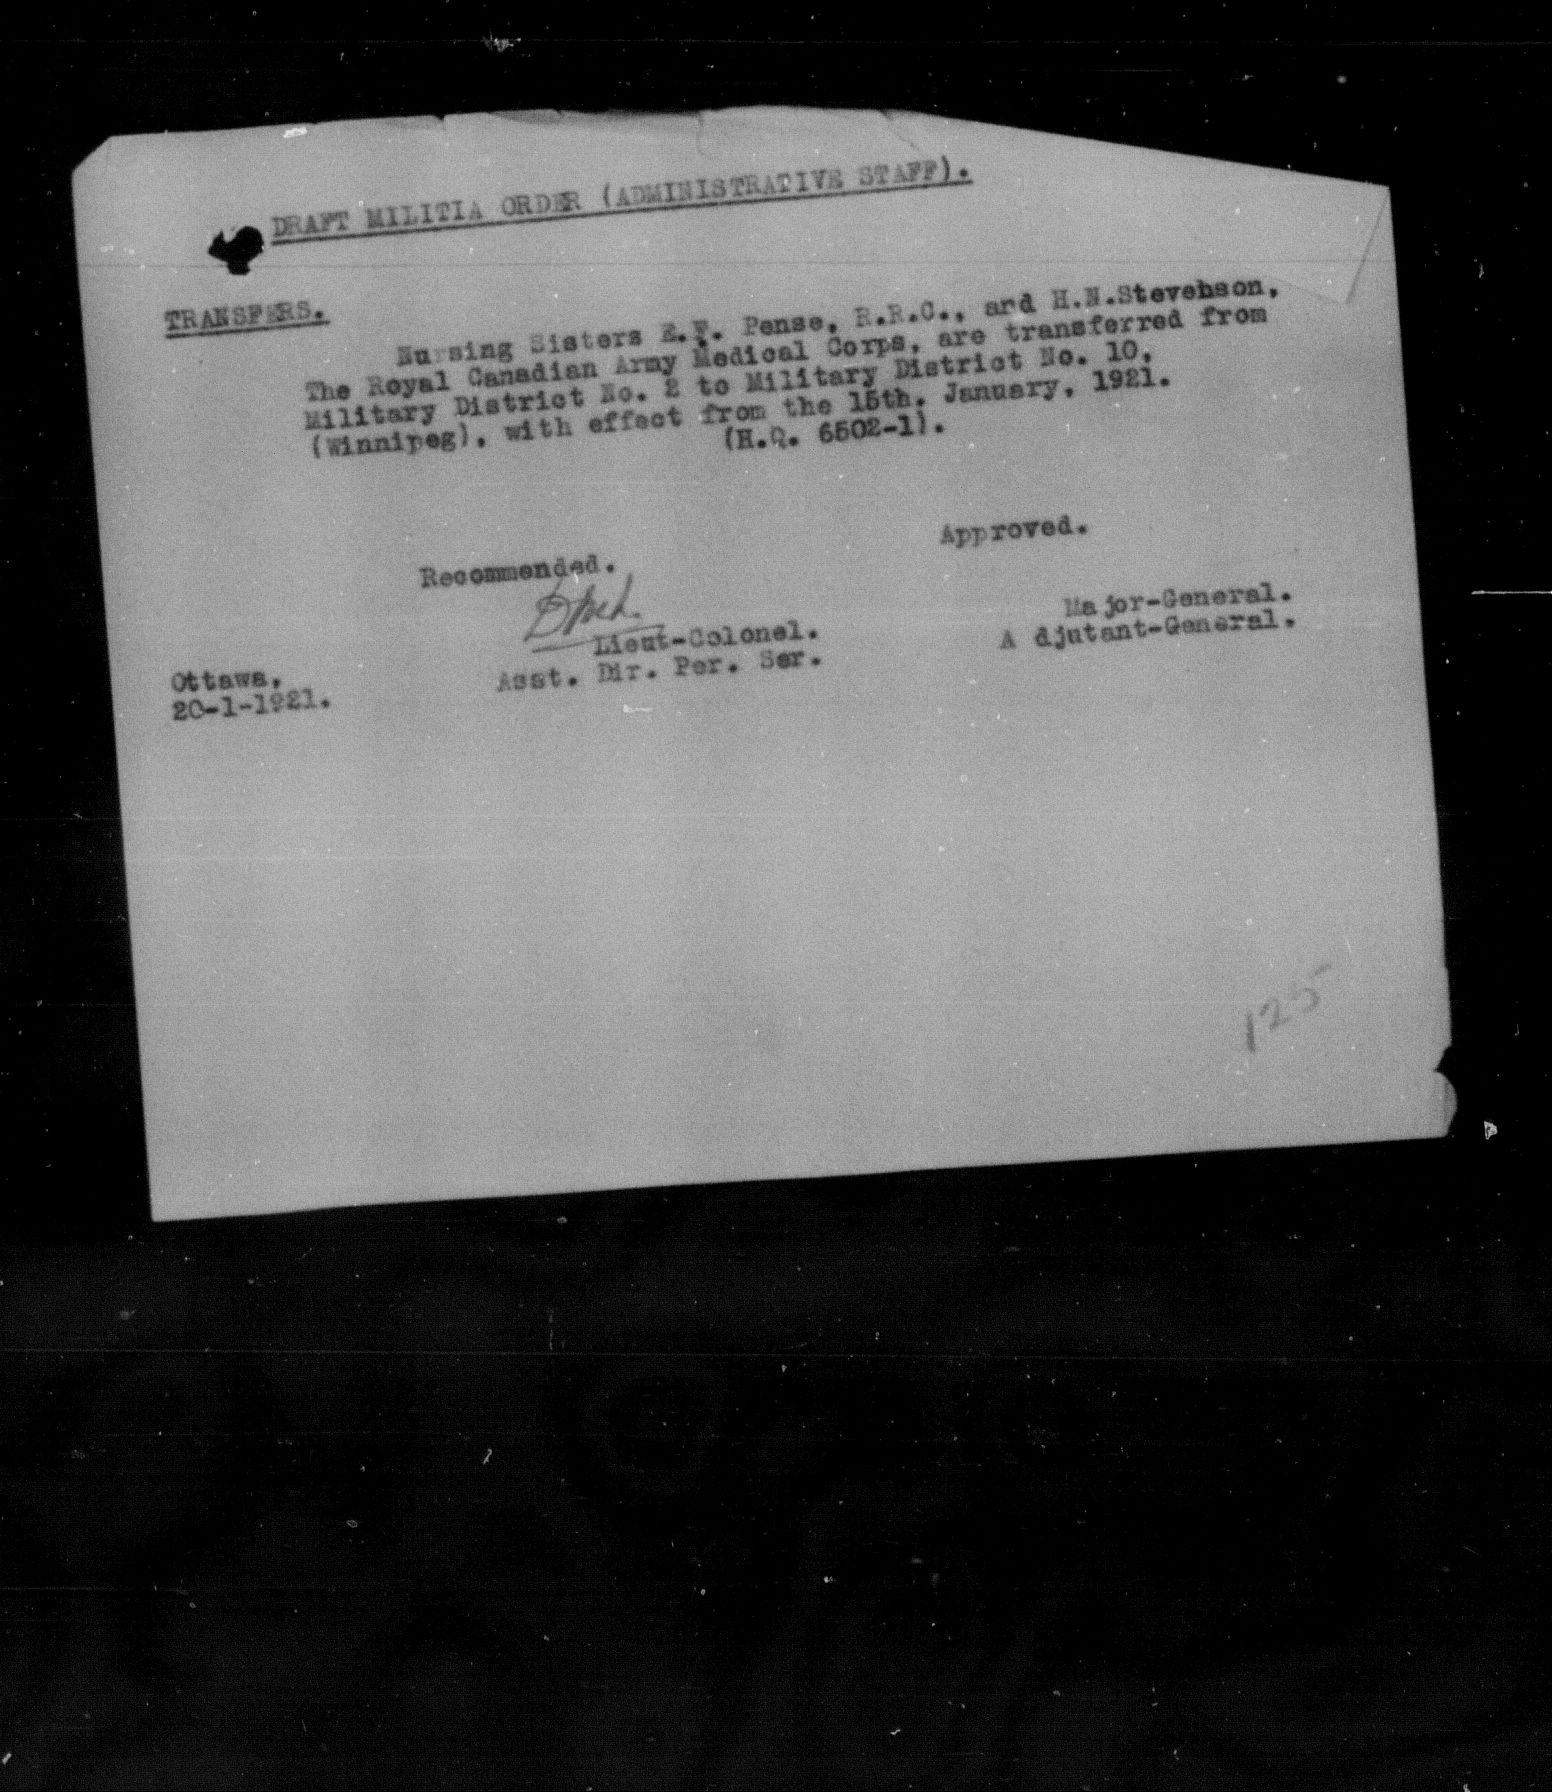 DRAFT MILITIA ORDER (ADMINISTRATIVE STAFF).
TRANSFERS.
Nursing Sisters E.F. Pense, R.R.C., and H.N.Stevenson,
The Royal Canadian Army Medical Corps, are transferred from
Military District No. 2 to Military District No. 10,
(Winnipeg), with effect from the 15th. January, 1921.
(H.Q. 6502-1).
Approved.
Recommended.
Lieut-Colonel.
Asst. Dir. Per. Ser.
Major-General.
A djutant-General.
Ottawa,
20-1-1921.
125